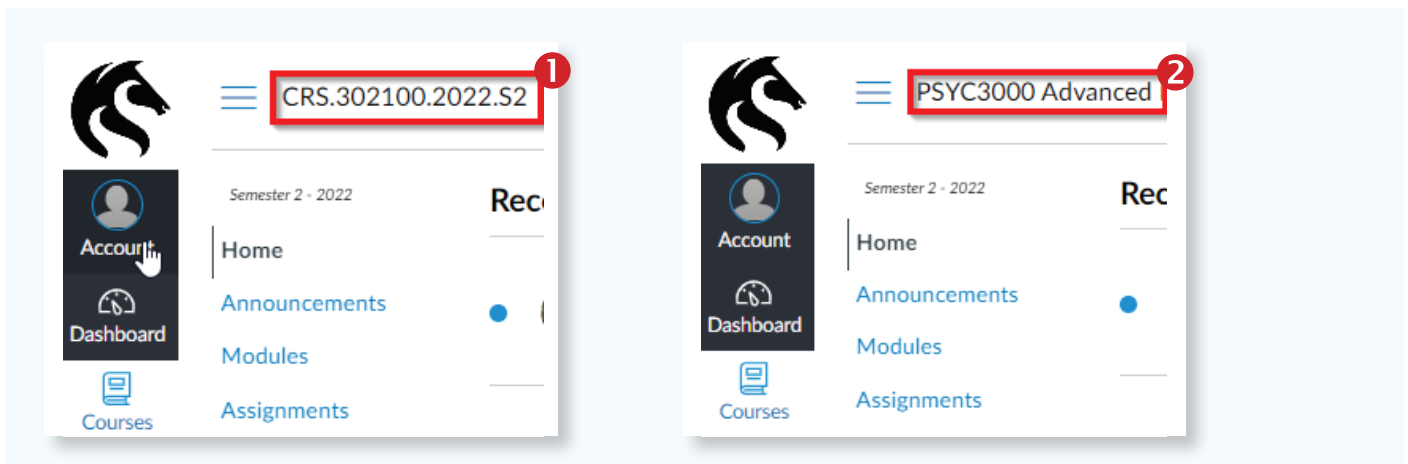 1
CRS.302100.2022.S2
Semester 2 - 2022
Account
Home
Announcements
Dashboard
Modules
Courses
Assignments
2
PSYC3000 Advanced
Semester 2 - 2022
Account
Home
Announcements
Dashboard
Modules
Courses
Assignments